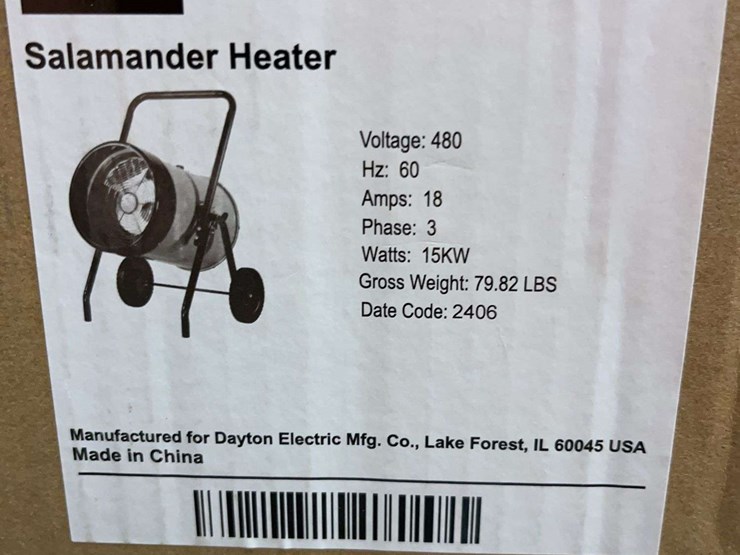 Salamander Heater
Voltage: 480
Hz: 60
Amps: 18
Phase: 3
Watts: 15KW
Gross Weight: 79.82 LBS
Date Code: 2406
Manufactured for Dayton Electric Mfg. Co., Lake Forest, IL 60045 USA
Made in China